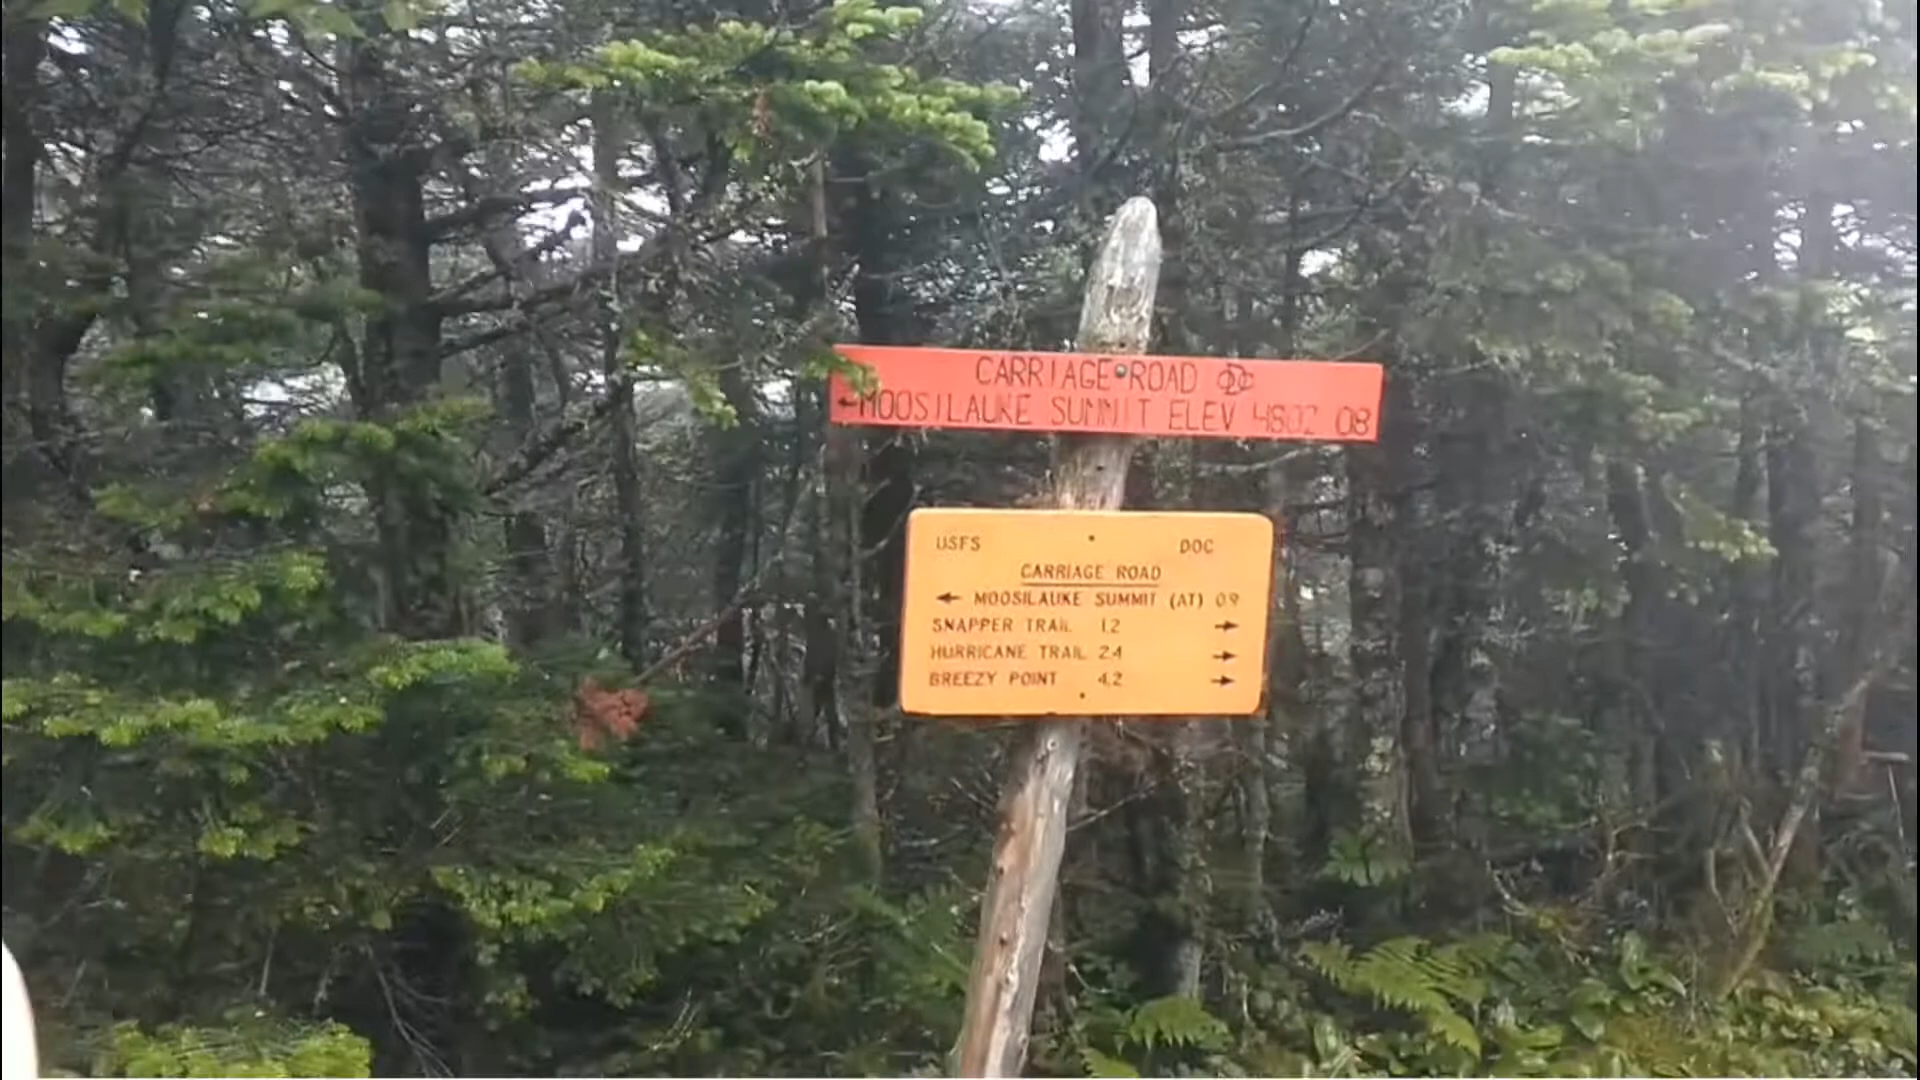 CARRIAGE ROAD DOC
←MOOSILAUKE SUMMIT ELEV 4802 08
USFS DOC
CARRIAGE ROAD
← MOOSILAUKE SUMMIT (AT) 0.9
SNAPPER TRAIL 1.2 →
HURRICANE TRAIL 2.4 →
BREEZY POINT 4.2 →